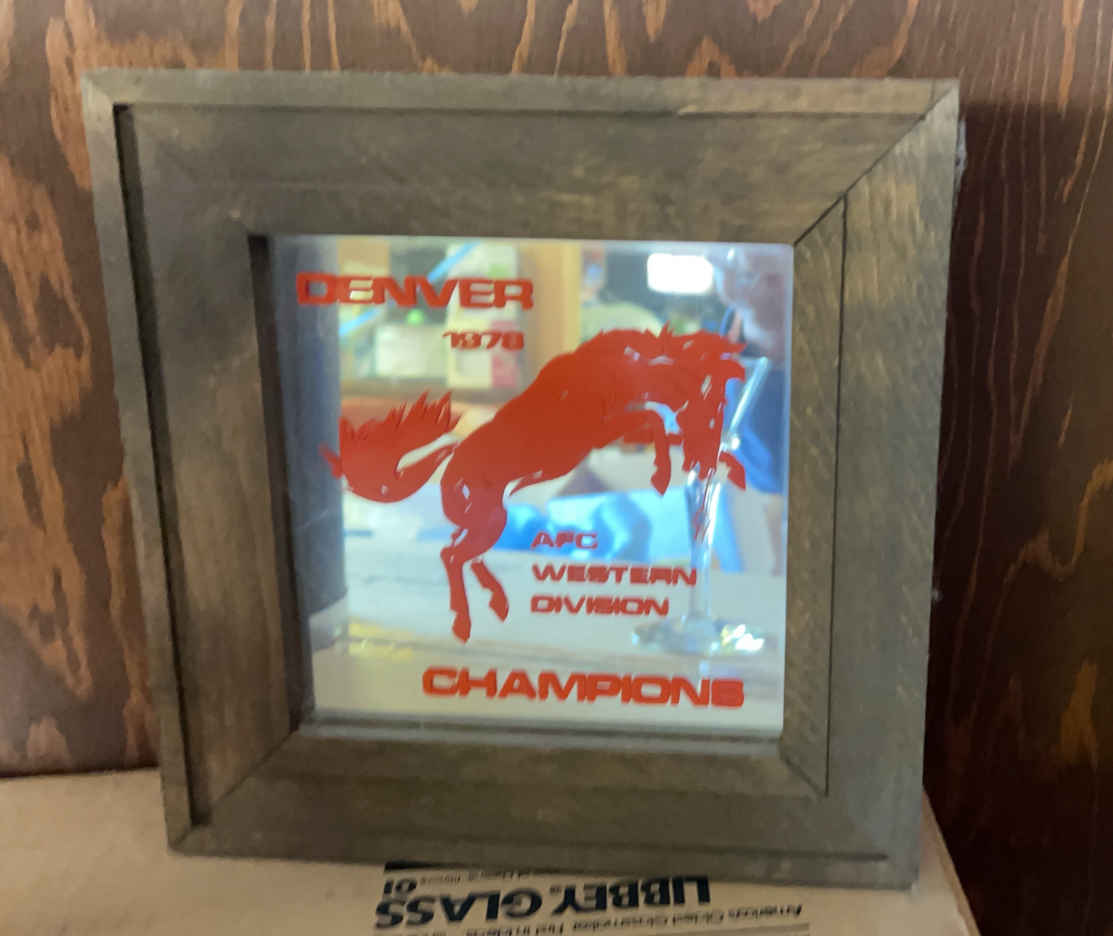 DENVER
1978
AFC
WESTERN
DIVISION
CHAMPIONS
LIBBEY GLASS